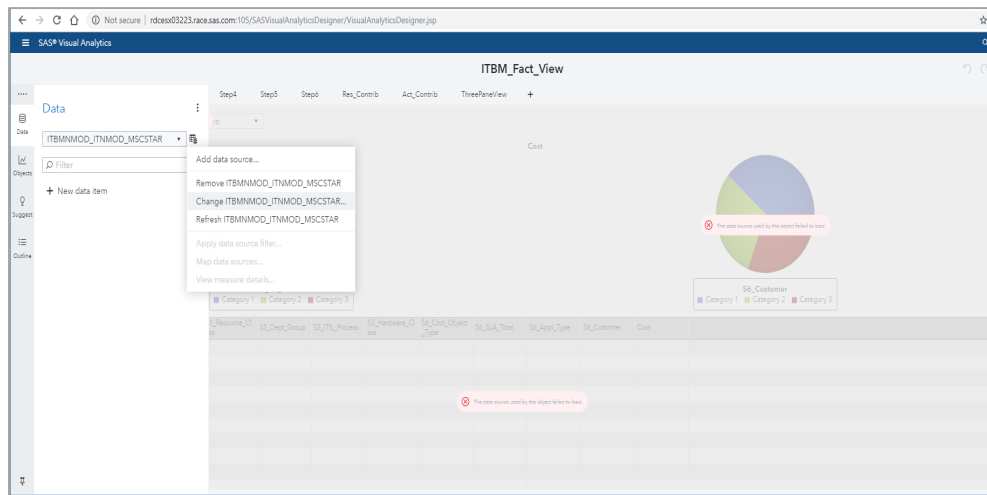 Not secure | rdcesx03223.race.sas.com:105/SASVisualAnalyticsDesigner/VisualAnalyticsDesigner.jsp
SAS® Visual Analytics
ITBM_Fact_View
Step4 Step5 Step6 Res_Contrib Act_Contrib ThreePaneView +
Data
Data
ITBMNMOD_ITNMOD_MSCSTAR
Filter
+ New data item
Objects
Suggest
Outline
Add data source...
Remove ITBMNMOD_ITNMOD_MSCSTAR
Change ITBMNMOD_ITNMOD_MSCSTAR...
Refresh ITBMNMOD_ITNMOD_MSCSTAR
Apply data source filter...
Map data sources...
View measure details...
Cost
The data source used by the object failed to load.
Category 1 Category 2 Category 3
S6_Customer
Category 1 Category 2 Category 3
S3_Dept_Group S3_ITIL_Process S6_SLA_Totel S6_Appt_Type S6_Customer Cost
The data source used by the object failed to load.